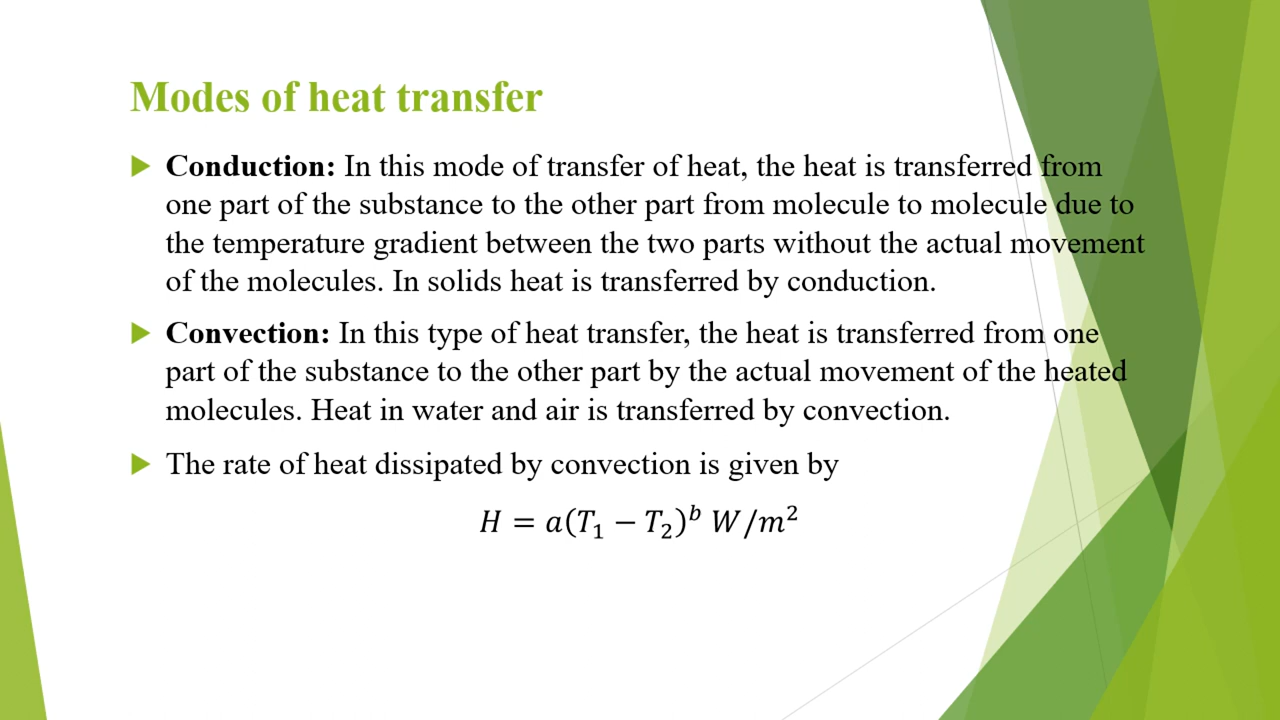 Modes of heat transfer
Conduction: In this mode of transfer of heat, the heat is transferred from
one part of the substance to the other part from molecule to molecule due to
the temperature gradient between the two parts without the actual movement
of the molecules. In solids heat is transferred by conduction.
Convection: In this type of heat transfer, the heat is transferred from one
part of the substance to the other part by the actual movement of the heated
molecules. Heat in water and air is transferred by convection.
The rate of heat dissipated by convection is given by
H = a(T₁ − T₂)ᵇ W/m²